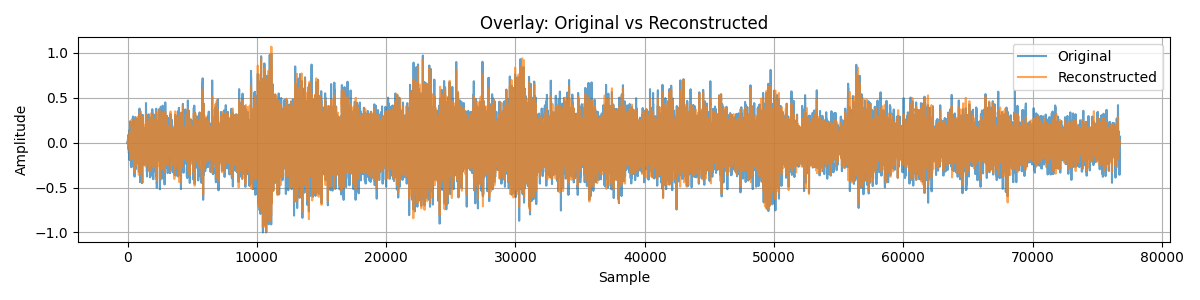 Overlay: Original vs Reconstructed
Original
Reconstructed
Amplitude
1.0
0.5
0.0
−0.5
−1.0
0 10000 20000 30000 40000 50000 60000 70000 80000
Sample